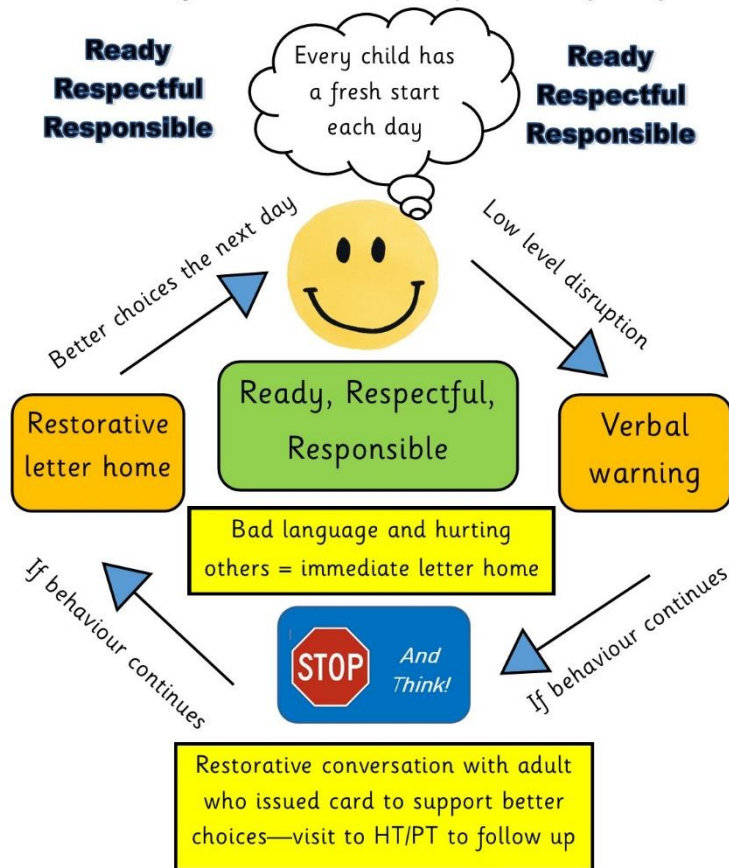 Ready
Respectful
Responsible
Every child has
a fresh start
each day
Ready
Respectful
Responsible
Better choices the next day
Low level disruption
Restorative
letter home
Ready, Respectful,
Responsible
Verbal
warning
Bad language and hurting
others = immediate letter home
If behaviour continues
STOP
And
Think!
If behaviour continues
Restorative conversation with adult
who issued card to support better
choices—visit to HT/PT to follow up